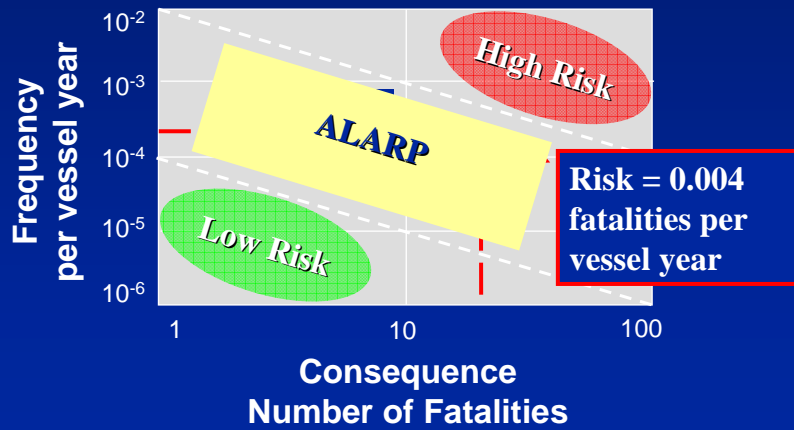 10-2
10-3
10-4
10-5
10-6
Frequency
per vessel year
High Risk
ALARP
Low Risk
Risk = 0.004
fatalities per
vessel year
1
10
100
Consequence
Number of Fatalities